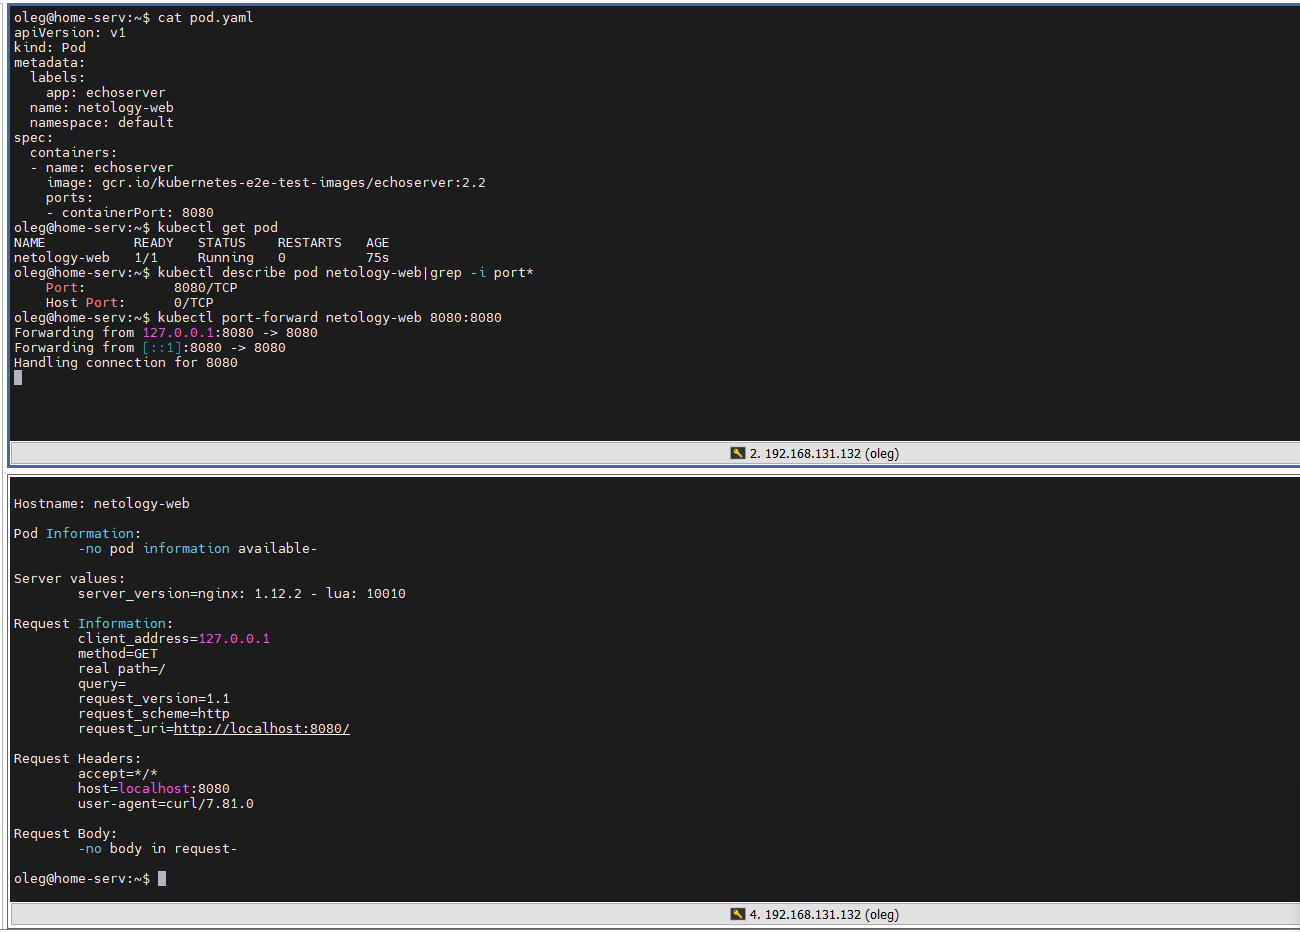 oleg@home-serv:~$ cat pod.yaml
apiVersion: v1
kind: Pod
metadata:
  labels:
    app: echoserver
  name: netology-web
  namespace: default
spec:
  containers:
  - name: echoserver
    image: gcr.io/kubernetes-e2e-test-images/echoserver:2.2
    ports:
    - containerPort: 8080
oleg@home-serv:~$ kubectl get pod
NAME           READY   STATUS    RESTARTS   AGE
netology-web   1/1     Running   0          75s
oleg@home-serv:~$ kubectl describe pod netology-web|grep -i port*
    Port:           8080/TCP
    Host Port:      0/TCP
oleg@home-serv:~$ kubectl port-forward netology-web 8080:8080
Forwarding from 127.0.0.1:8080 -> 8080
Forwarding from [::1]:8080 -> 8080
Handling connection for 8080
2. 192.168.131.132 (oleg)
Hostname: netology-web
Pod Information:
        -no pod information available-
Server values:
        server_version=nginx: 1.12.2 - lua: 10010
Request Information:
        client_address=127.0.0.1
        method=GET
        real path=/
        query=
        request_version=1.1
        request_scheme=http
        request_uri=http://localhost:8080/
Request Headers:
        accept=*/*
        host=localhost:8080
        user-agent=curl/7.81.0
Request Body:
        -no body in request-
oleg@home-serv:~$
4. 192.168.131.132 (oleg)